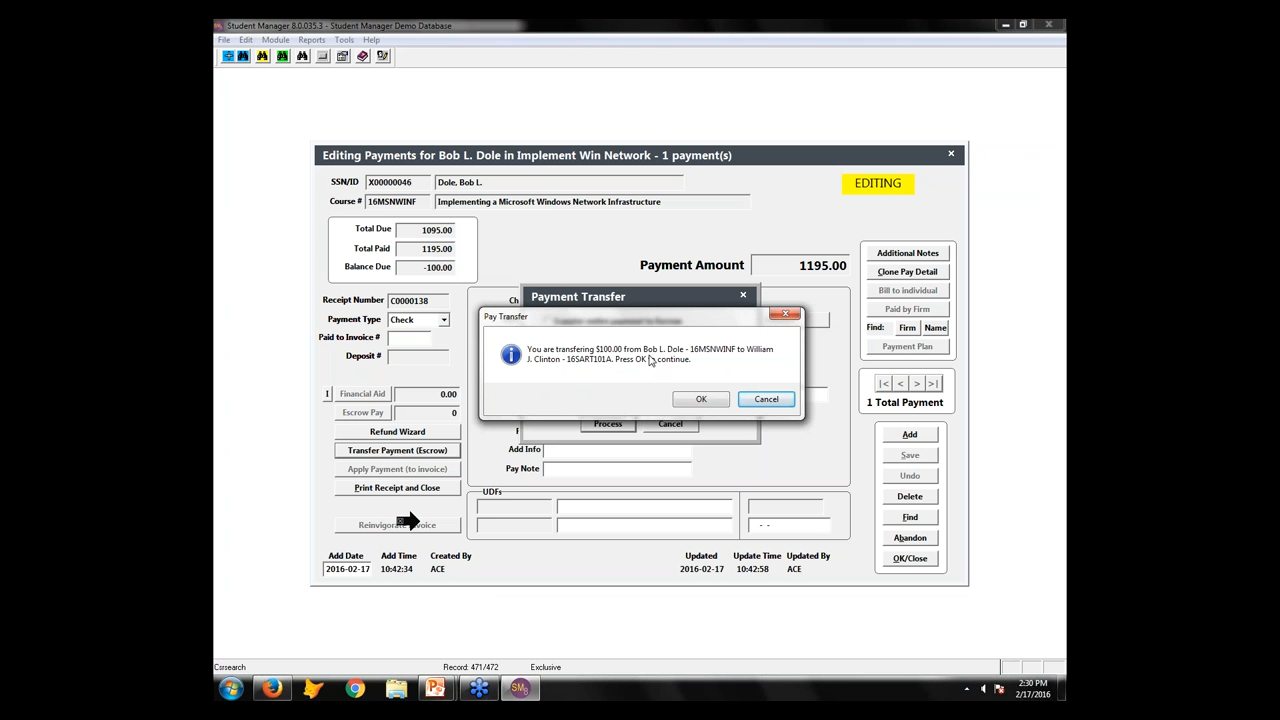 Student Manager 8.0.035.3 - Student Manager Demo Database
File Edit Module Reports Tools Help
Editing Payments for Bob L. Dole in Implement Win Network - 1 payment(s)
SSN/ID X00000046 Dole, Bob L.
EDITING
Course # 16MSNWINF Implementing a Microsoft Windows Network Infrastructure
Total Due 1095.00
Total Paid 1195.00
Balance Due -100.00
Payment Amount 1195.00
Additional Notes
Clone Pay Detail
Bill to individual
Paid by Firm
Find: Firm Name
Payment Plan
Receipt Number C0000138
Payment Type Check
Paid to Invoice #
Deposit #
Payment Transfer
Pay Transfer
You are transfering $100.00 from Bob L. Dole - 16MSNWINF to William
J. Clinton - 16SART101A. Press OK to continue.
OK Cancel
Process Cancel
|< < > >|
1 Total Payment
I Financial Aid 0.00
Escrow Pay 0
Refund Wizard
Transfer Payment (Escrow)
Apply Payment (to invoice)
Print Receipt and Close
Add Info
Pay Note
UDFs
- -
Add
Save
Undo
Delete
Find
Abandon
OK/Close
Add Date Add Time Created By Updated Update Time Updated By
2016-02-17 10:42:34 ACE 2016-02-17 10:42:58 ACE
Csrsearch Record: 471/472 Exclusive
SM8
2:30 PM
2/17/2016